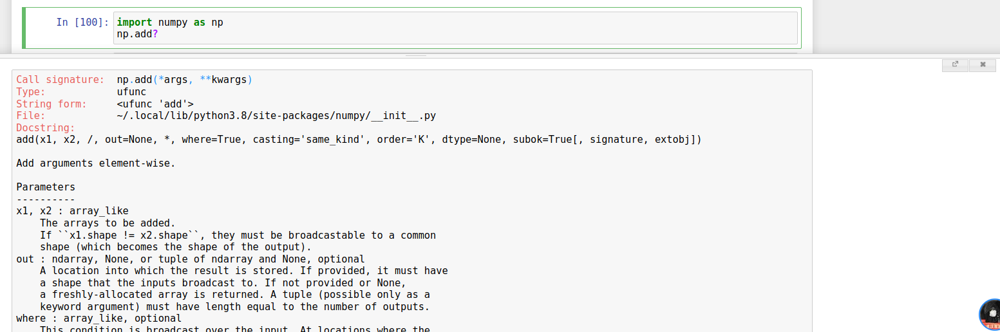 In [100]: import numpy as np
np.add?
Call signature:  np.add(*args, **kwargs)
Type:            ufunc
String form:     <ufunc 'add'>
File:            ~/.local/lib/python3.8/site-packages/numpy/__init__.py
Docstring:
add(x1, x2, /, out=None, *, where=True, casting='same_kind', order='K', dtype=None, subok=True[, signature, extobj])
Add arguments element-wise.
Parameters
----------
x1, x2 : array_like
    The arrays to be added.
    If ``x1.shape != x2.shape``, they must be broadcastable to a common
    shape (which becomes the shape of the output).
out : ndarray, None, or tuple of ndarray and None, optional
    A location into which the result is stored. If provided, it must have
    a shape that the inputs broadcast to. If not provided or None,
    a freshly-allocated array is returned. A tuple (possible only as a
    keyword argument) must have length equal to the number of outputs.
where : array_like, optional
    This condition is broadcast over the input. At locations where the